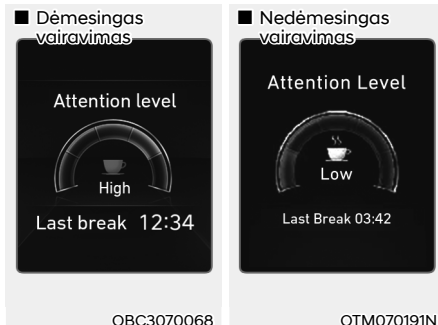 ■ Dėmesingas
vairavimas
Attention level
High
Last break 12:34
OBC3070068
■ Nedėmesingas
vairavimas
Attention Level
Low
Last Break 03:42
OTM070191N